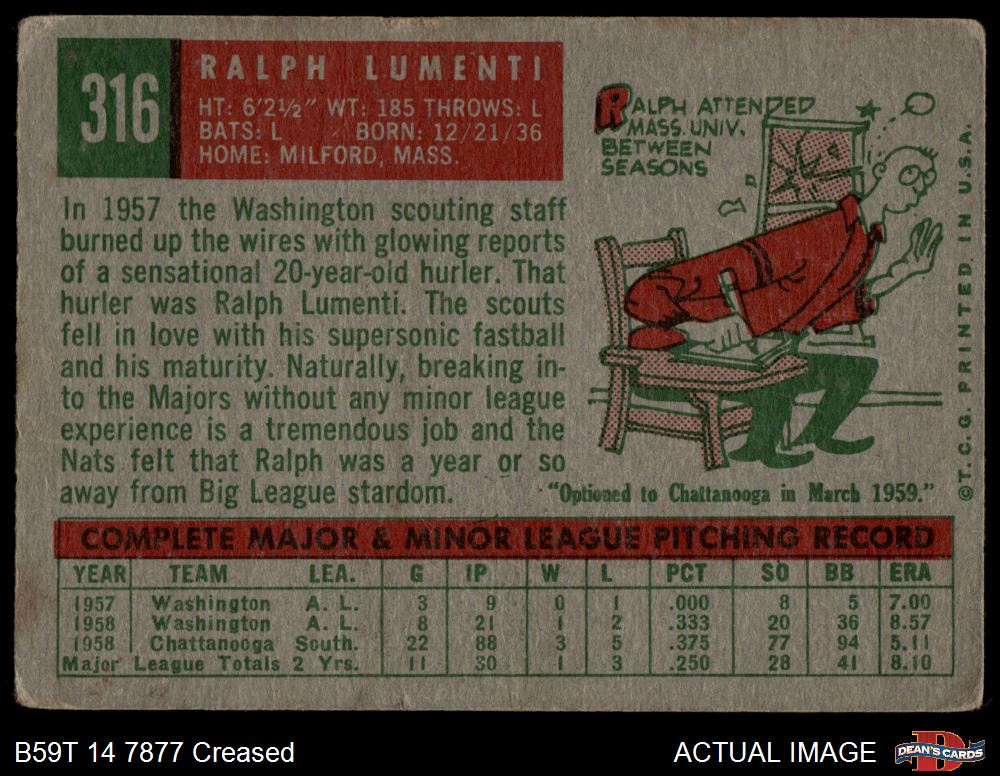 316
RALPH LUMENTI
HT: 6'2½" WT: 185 THROWS: L
BATS: L BORN: 12/21/36
HOME: MILFORD, MASS.
In 1957 the Washington scouting staff
burned up the wires with glowing reports
of a sensational 20-year-old hurler. That
hurler was Ralph Lumenti. The scouts
fell in love with his supersonic fastball
and his maturity. Naturally, breaking in-
to the Majors without any minor league
experience is a tremendous job and the
Nats felt that Ralph was a year or so
away from Big League stardom.
RALPH ATTENDED
MASS. UNIV.
BETWEEN
SEASONS
"Optioned to Chattanooga in March 1959."
©T.C.G. PRINTED IN U.S.A.
COMPLETE MAJOR & MINOR LEAGUE PITCHING RECORD
YEAR TEAM LEA. G IP W L PCT SO BB ERA
1957 Washington A. L. 3 9 0 1 .000 8 5 7.00
1958 Washington A. L. 8 21 1 2 .333 20 36 8.57
1958 Chattanooga South. 22 88 3 5 .375 77 94 5.11
Major League Totals 2 Yrs. 11 30 1 3 .250 28 41 8.10
B59T 14 7877 Creased
ACTUAL IMAGE
D
DEAN'S CARDS